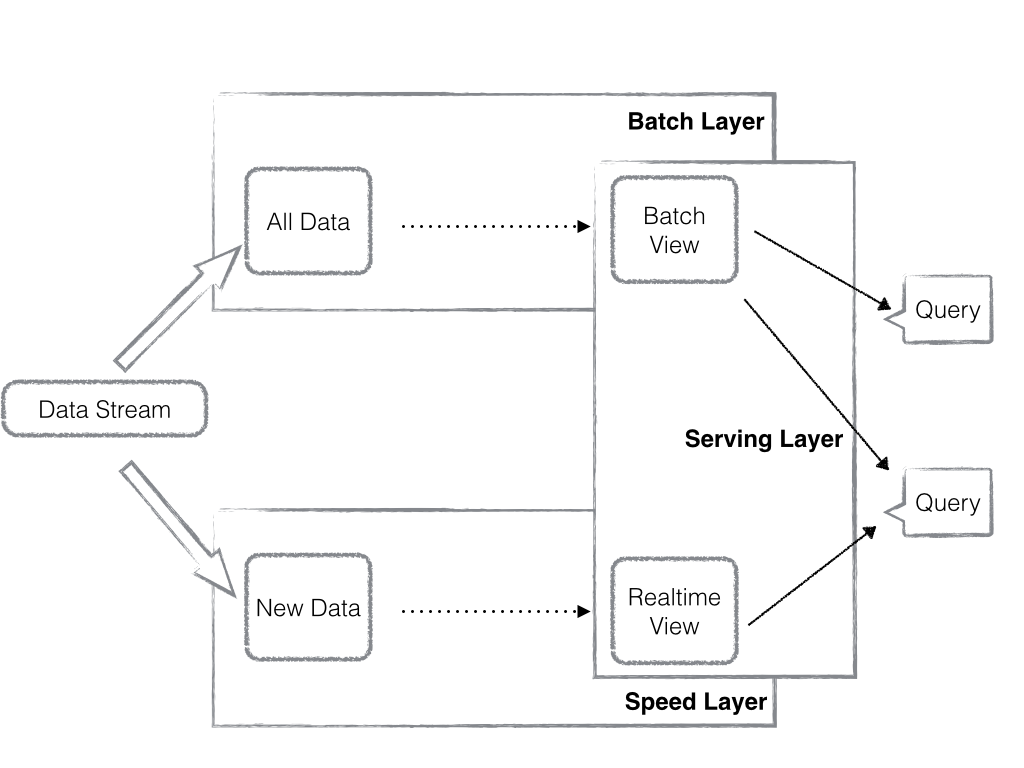 Batch Layer
All Data
Batch
View
Query
Data Stream
Serving Layer
Query
New Data
Realtime
View
Speed Layer